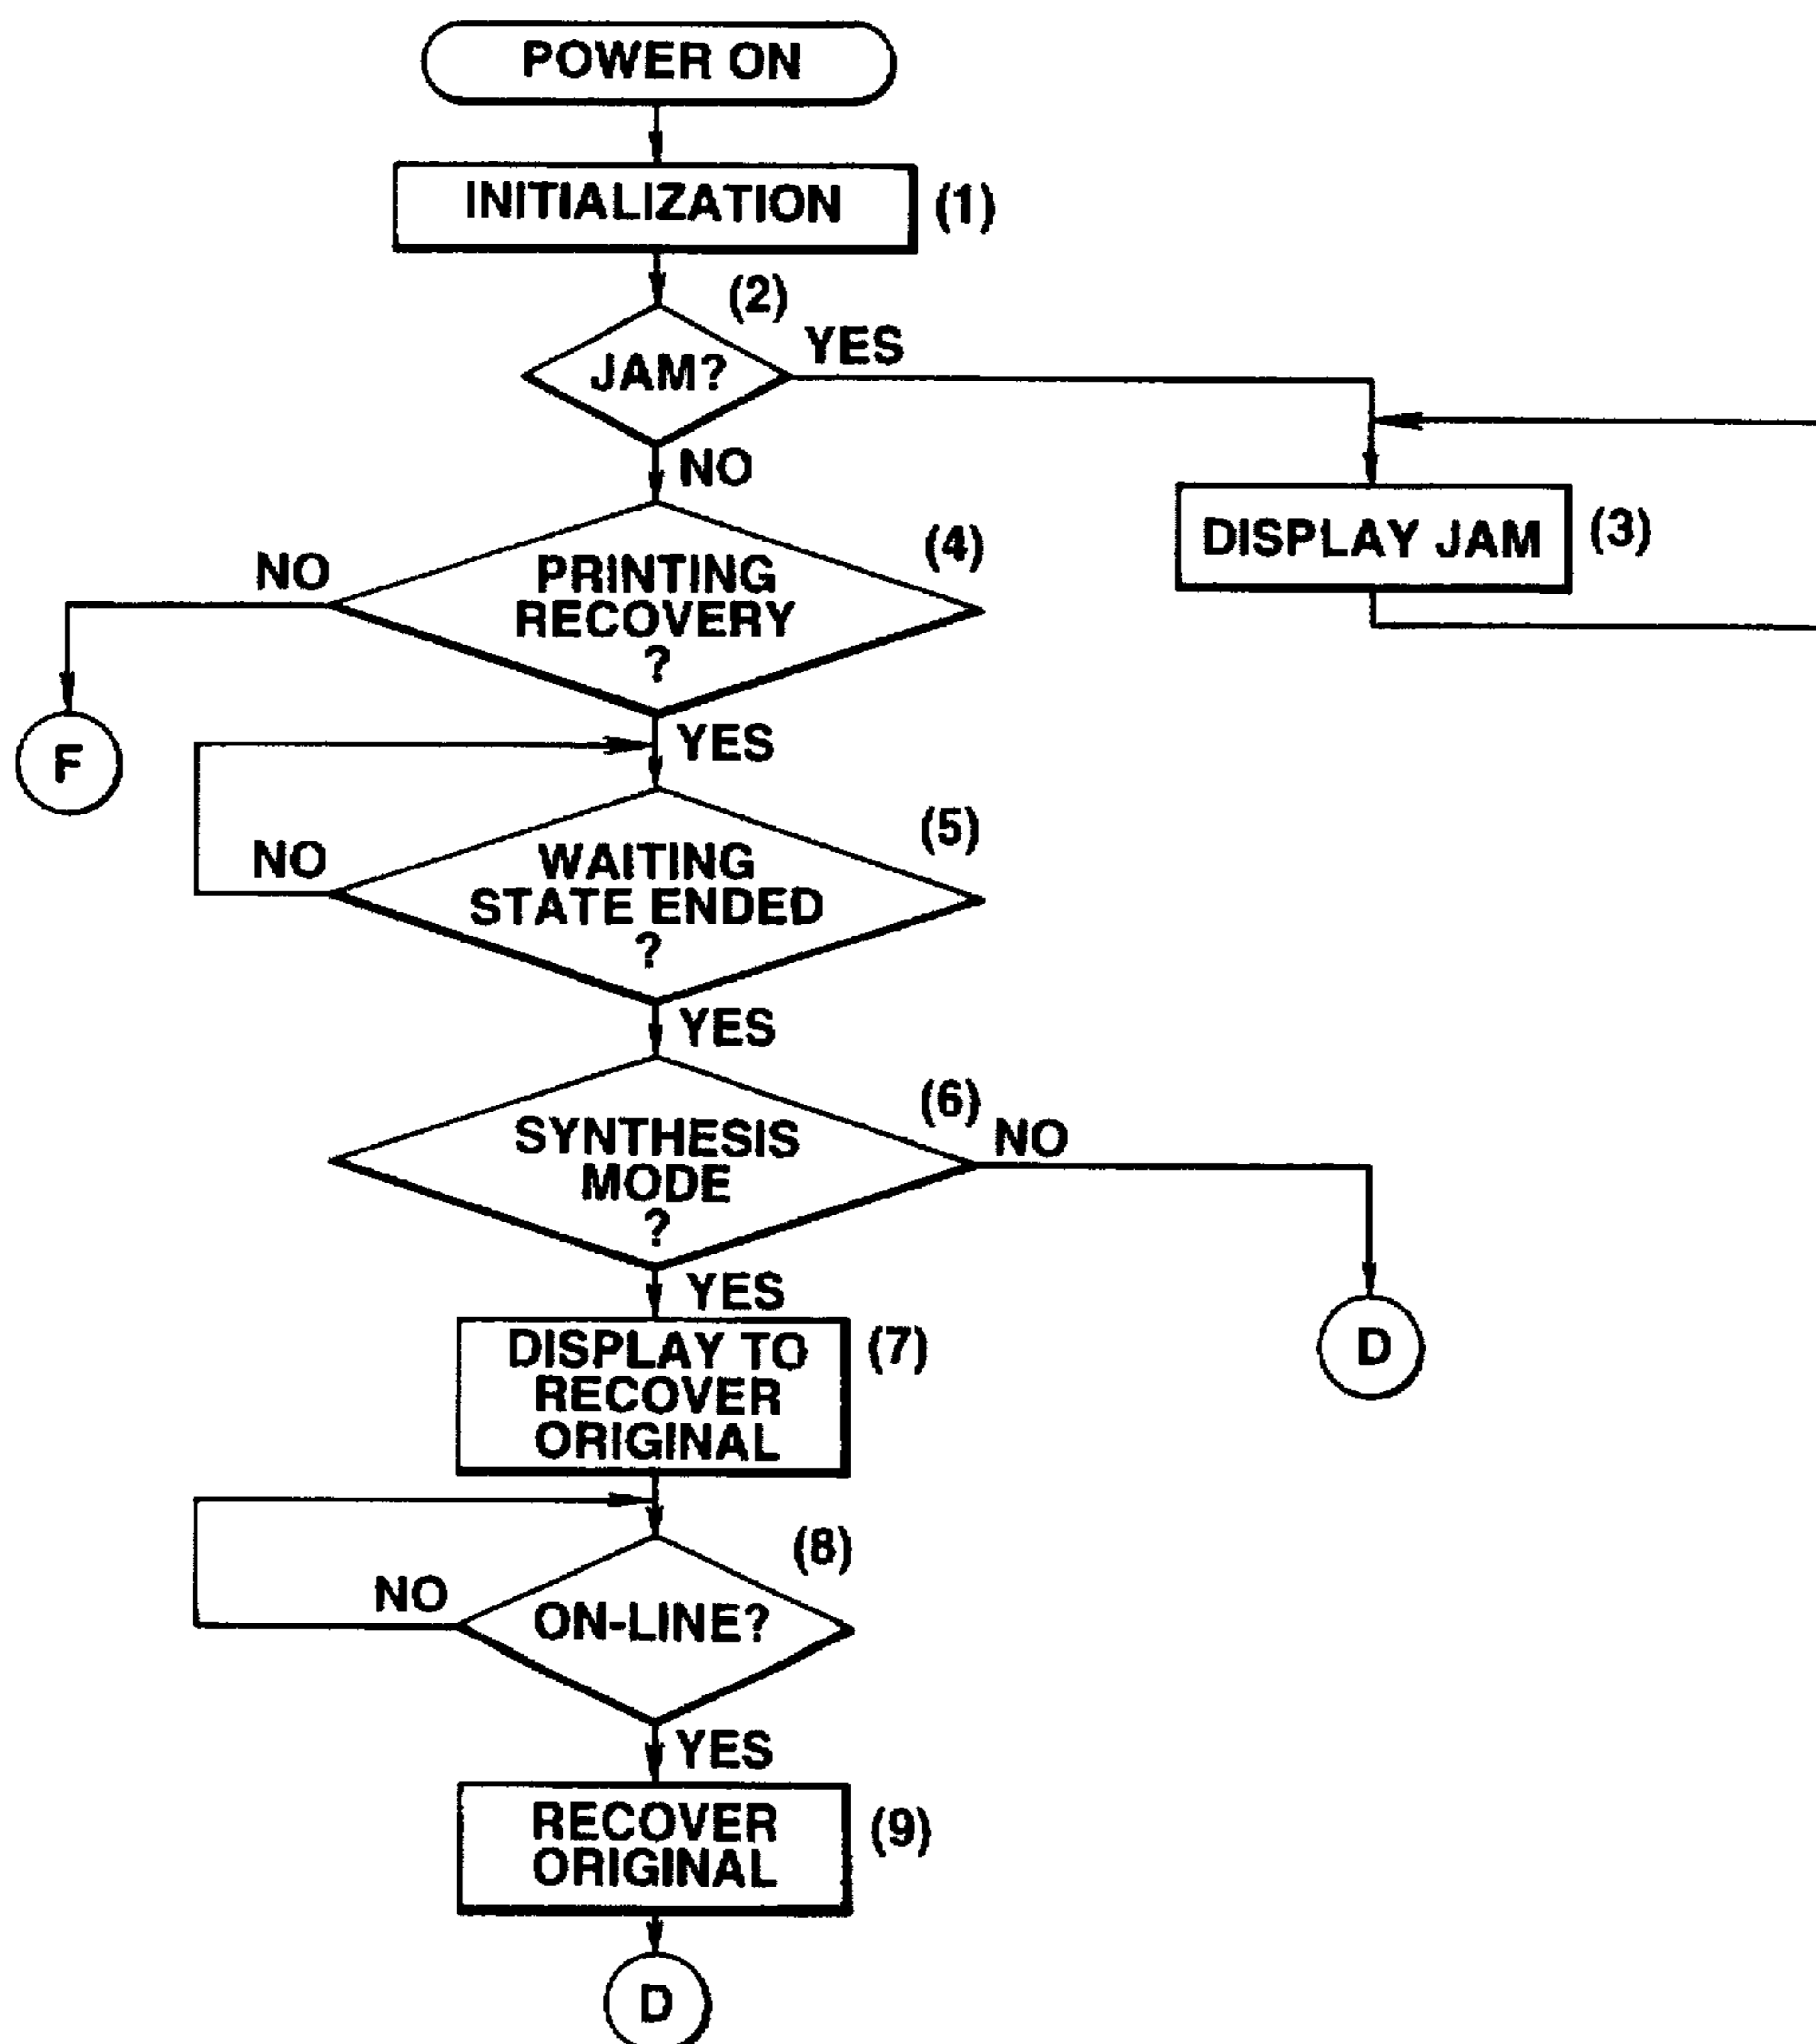 POWER ON
INITIALIZATION
(1)
(2)
JAM?
YES
NO
DISPLAY JAM
(3)
(4)
NO
PRINTING
RECOVERY
?
YES
F
(5)
NO
WAITING
STATE ENDED
?
YES
(6)
SYNTHESIS
MODE
?
NO
YES
D
DISPLAY TO
RECOVER
ORIGINAL
(7)
(8)
NO
ON-LINE?
YES
RECOVER
ORIGINAL
(9)
D